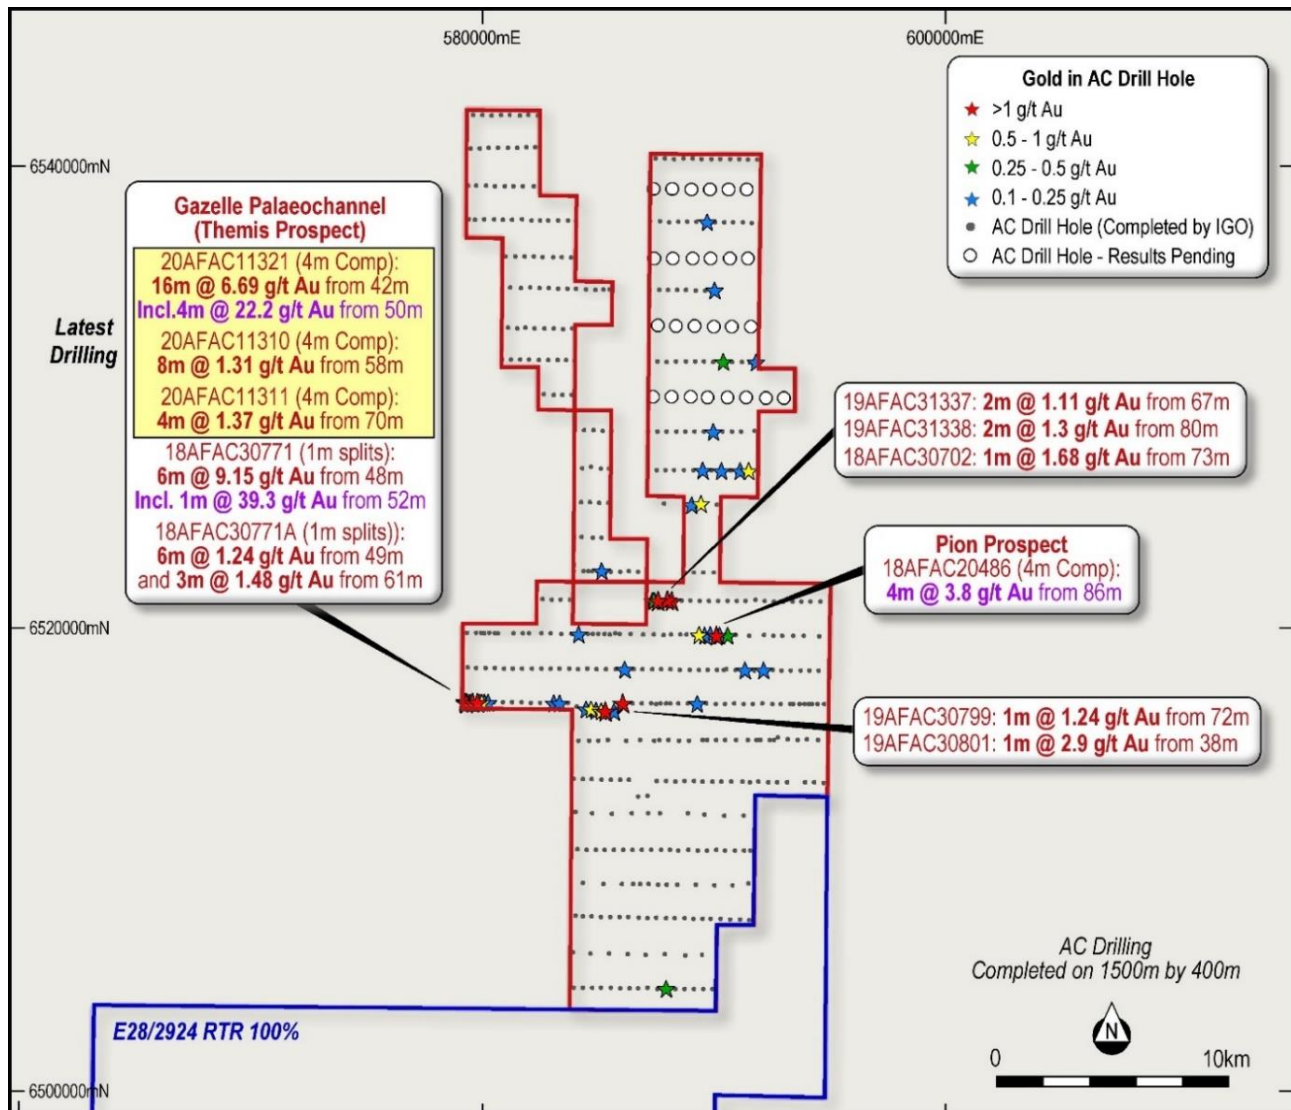 580000mE
600000mE
6540000mN
6520000mN
6500000mN
Gold in AC Drill Hole
>1 g/t Au
0.5 - 1 g/t Au
0.25 - 0.5 g/t Au
0.1 - 0.25 g/t Au
AC Drill Hole (Completed by IGO)
AC Drill Hole - Results Pending
Latest
Drilling
Gazelle Palaeochannel
(Themis Prospect)
20AFAC11321 (4m Comp):
16m @ 6.69 g/t Au from 42m
Incl.4m @ 22.2 g/t Au from 50m
20AFAC11310 (4m Comp):
8m @ 1.31 g/t Au from 58m
20AFAC11311 (4m Comp):
4m @ 1.37 g/t Au from 70m
18AFAC30771 (1m splits):
6m @ 9.15 g/t Au from 48m
Incl. 1m @ 39.3 g/t Au from 52m
18AFAC30771A (1m splits)):
6m @ 1.24 g/t Au from 49m
and 3m @ 1.48 g/t Au from 61m
19AFAC31337: 2m @ 1.11 g/t Au from 67m
19AFAC31338: 2m @ 1.3 g/t Au from 80m
18AFAC30702: 1m @ 1.68 g/t Au from 73m
Pion Prospect
18AFAC20486 (4m Comp):
4m @ 3.8 g/t Au from 86m
19AFAC30799: 1m @ 1.24 g/t Au from 72m
19AFAC30801: 1m @ 2.9 g/t Au from 38m
AC Drilling
Completed on 1500m by 400m
N
0 10km
E28/2924 RTR 100%